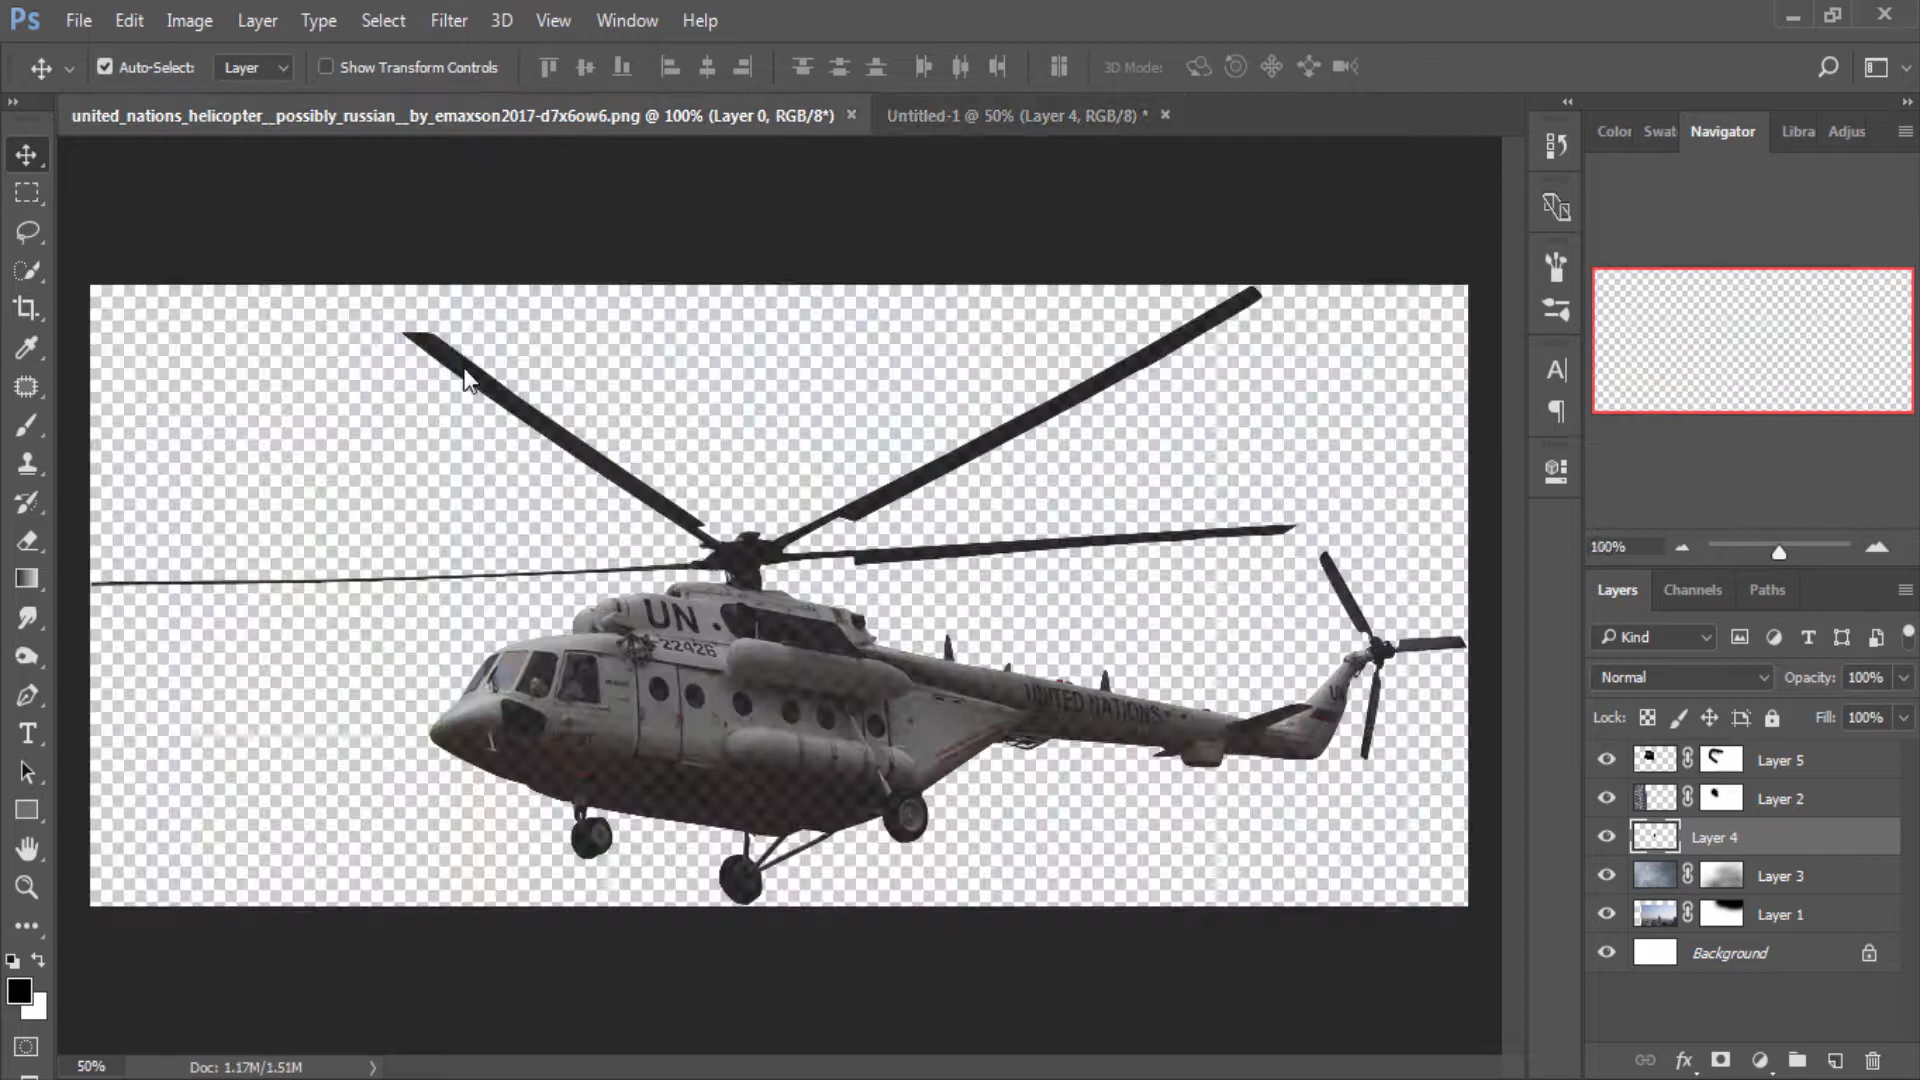 Ps File Edit Image Layer Type Select Filter 3D View Window Help
Auto-Select: Layer Show Transform Controls 3D Mode:
united_nations_helicopter__possibly_russian__by_emaxson2017-d7x6ow6.png @ 100% (Layer 0, RGB/8*) × Untitled-1 @ 50% (Layer 4, RGB/8) * ×
Color Swat Navigator Libra Adjus
UN
22426
UNITED NATIONS
100%
Layers Channels Paths
Kind
Normal Opacity: 100%
Lock: Fill: 100%
Layer 5
Layer 2
Layer 4
Layer 3
Layer 1
Background
50% Doc: 1.17M/1.51M